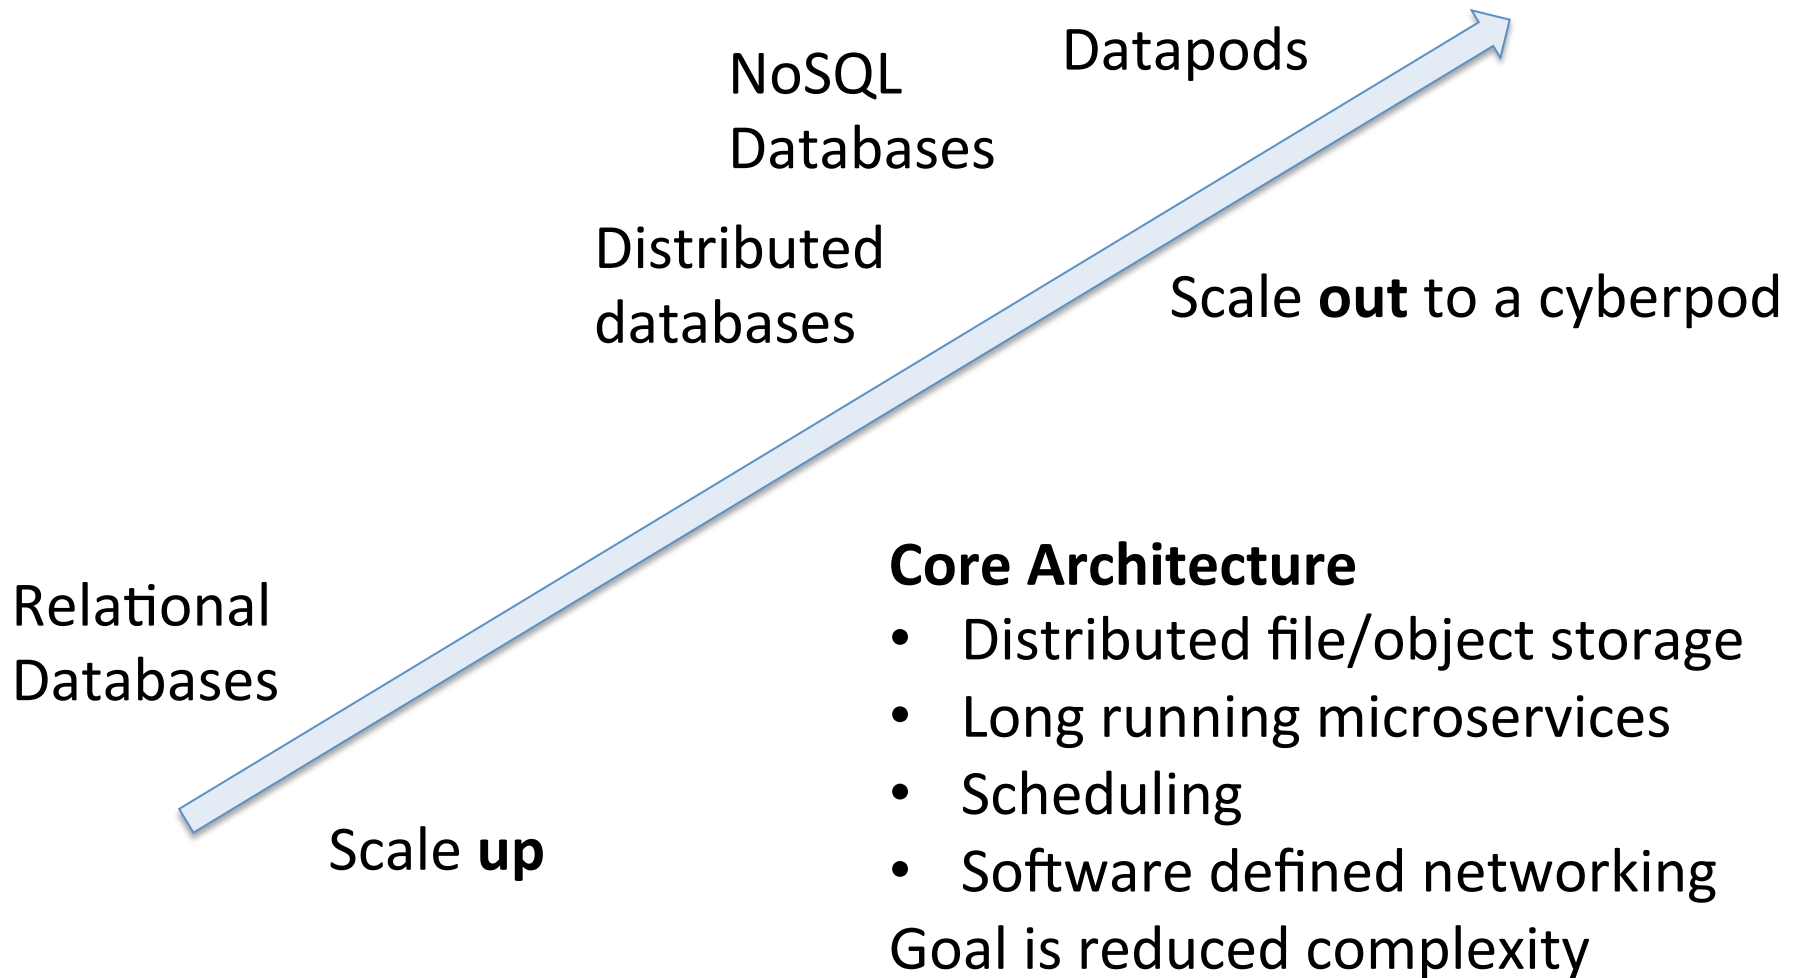 Datapods
NoSQL
Databases
Distributed
databases
Scale out to a cyberpod
Relational
Databases
Scale up
Core Architecture
• Distributed file/object storage
• Long running microservices
• Scheduling
• Software defined networking
Goal is reduced complexity